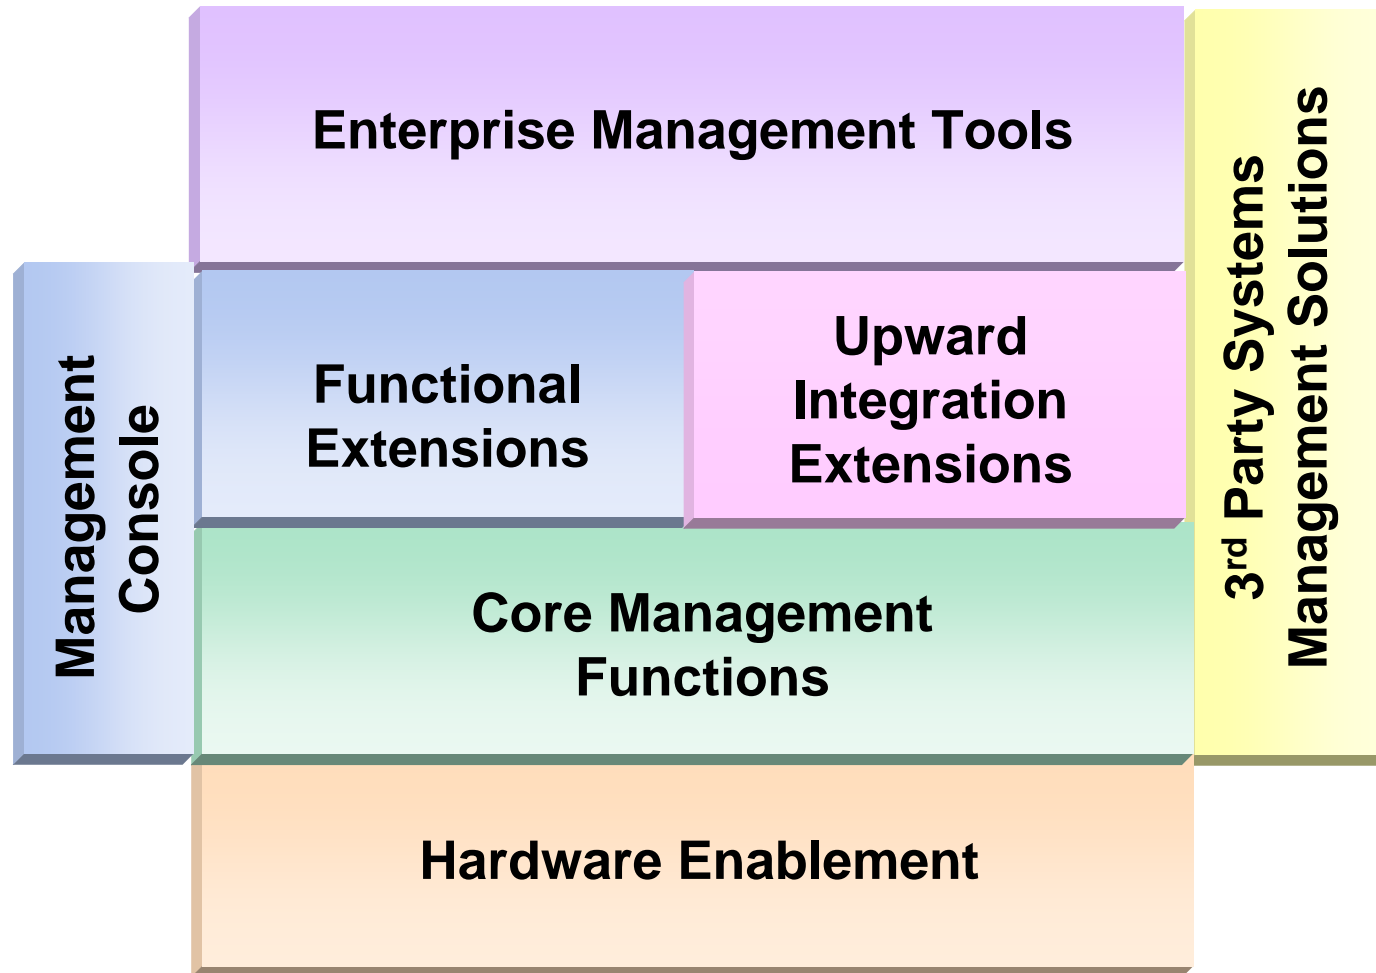 Enterprise Management Tools
Management
Console
Functional
Extensions
Upward
Integration
Extensions
3rd Party Systems
Management Solutions
Core Management
Functions
Hardware Enablement